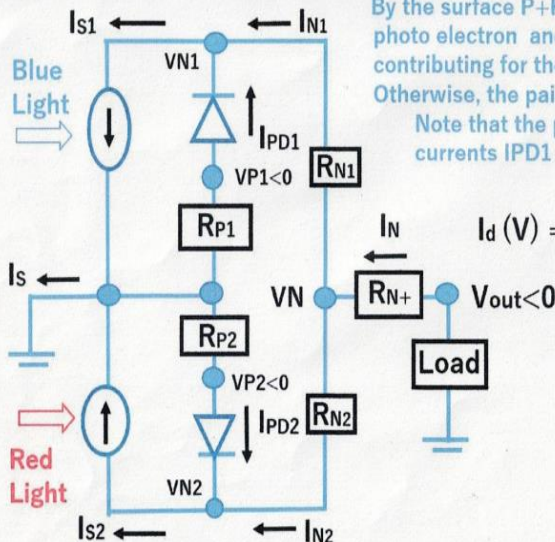 By the surface P+P
photo electron and
contributing for the
Otherwise, the pai
Note that the p
currents IPD1
IS1
IN1
VN1
Blue
Light
IPD1
VP1<0
RN1
RP1
IN
Id (V) =
IS
VN
RN+
Vout<0
RP2
Load
VP2<0
IPD2
RN2
Red
Light
VN2
IS2
IN2